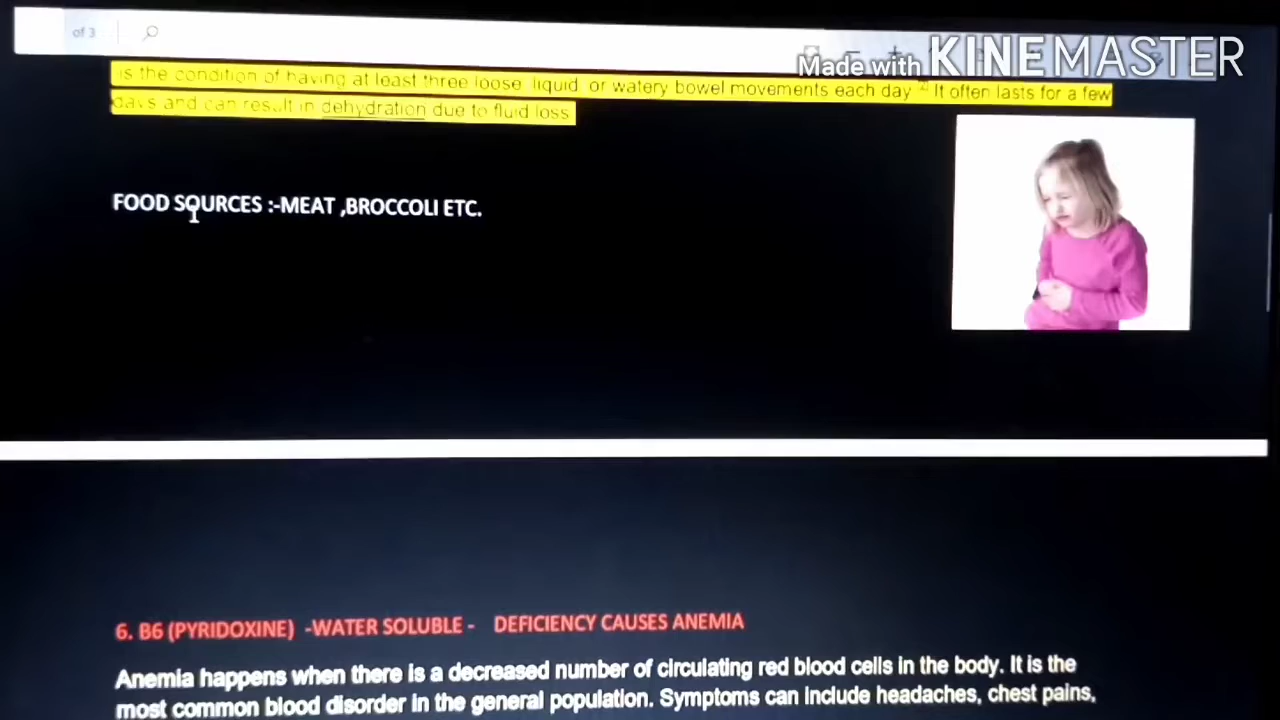 of 3
Made with KINEMASTER
is the condition of having at least three loose, liquid, or watery bowel movements each day.[2] It often lasts for a few
days and can result in dehydration due to fluid loss
FOOD SOURCES :-MEAT ,BROCCOLI ETC.
6. B6 (PYRIDOXINE) -WATER SOLUBLE - DEFICIENCY CAUSES ANEMIA
Anemia happens when there is a decreased number of circulating red blood cells in the body. It is the
most common blood disorder in the general population. Symptoms can include headaches, chest pains,